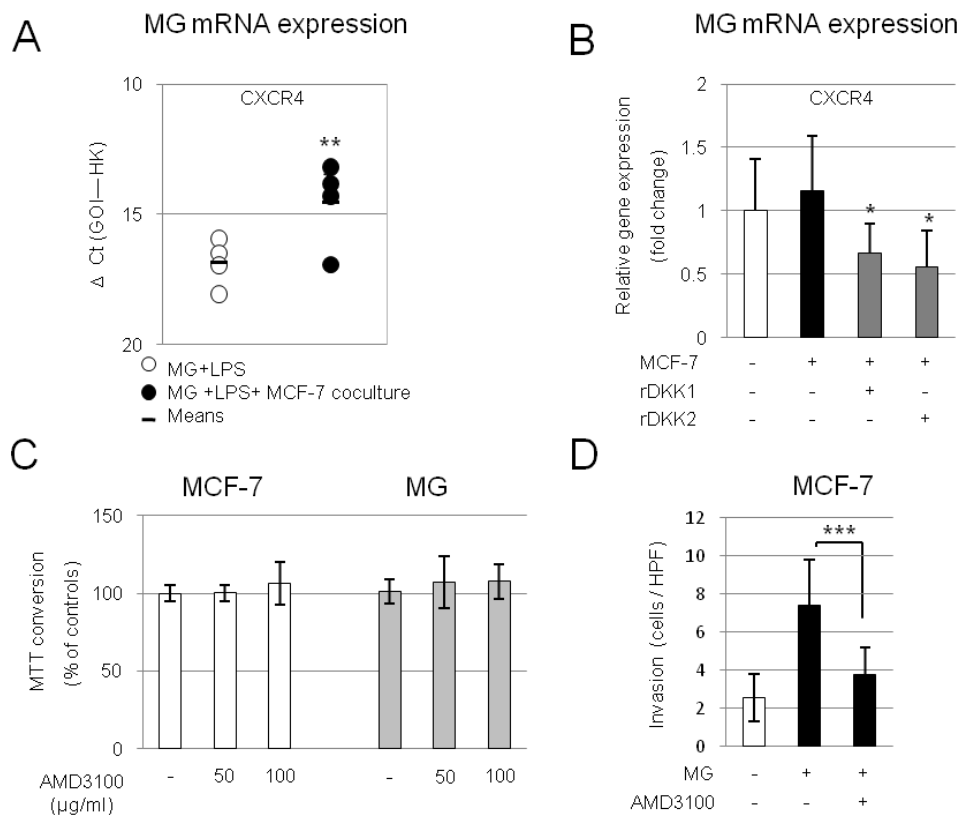 A
MG mRNA expression
10
CXCR4
**
15
20
Δ Ct (GOI—HK)
MG+LPS
MG +LPS+ MCF-7 coculture
Means
B
MG mRNA expression
2
CXCR4
1.5
1
0.5
0
Relative gene expression
(fold change)
*
*
MCF-7 - + + +
rDKK1 - - + -
rDKK2 - - - +
C
MCF-7 MG
150
100
50
0
MTT conversion
(% of controls)
AMD3100 - 50 100 - 50 100
(µg/ml)
D
MCF-7
12
10
8
6
4
2
0
Invasion (cells / HPF)
***
MG - + +
AMD3100 - - +